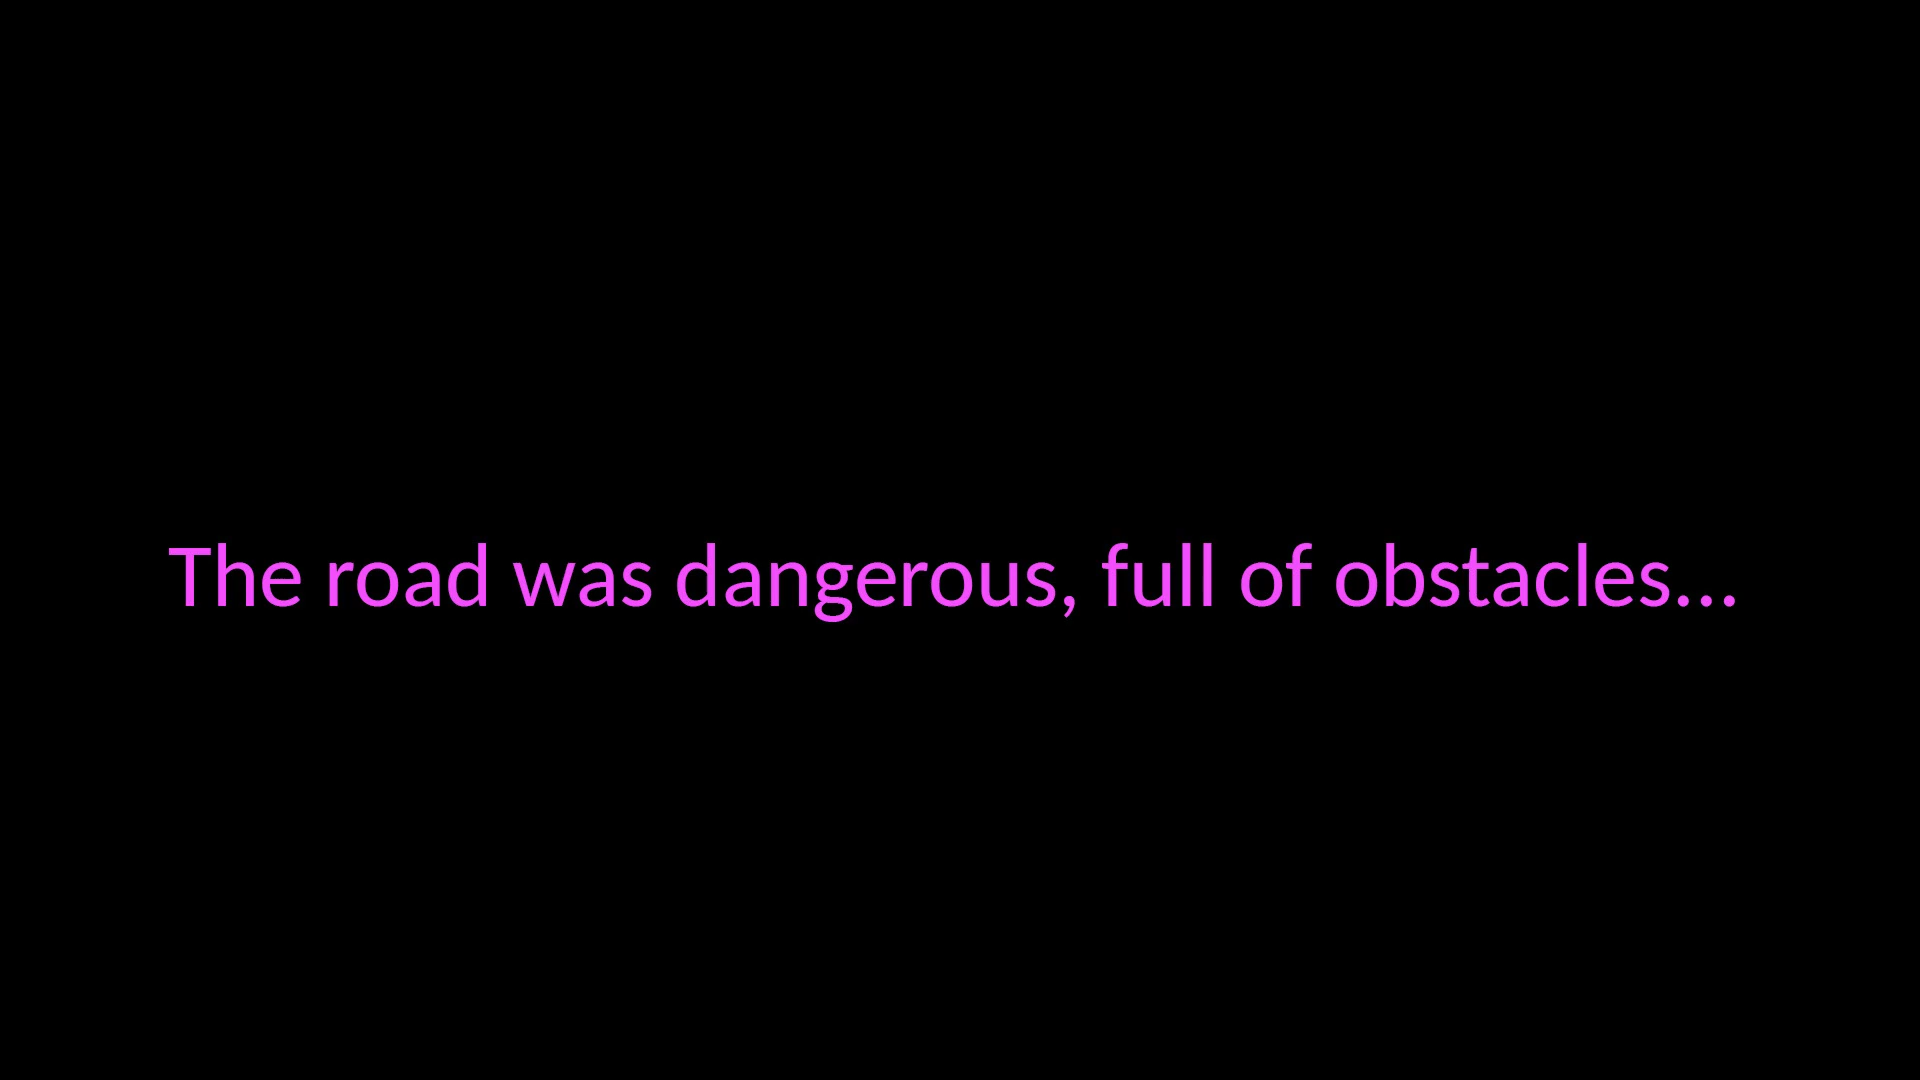 The road was dangerous, full of obstacles...